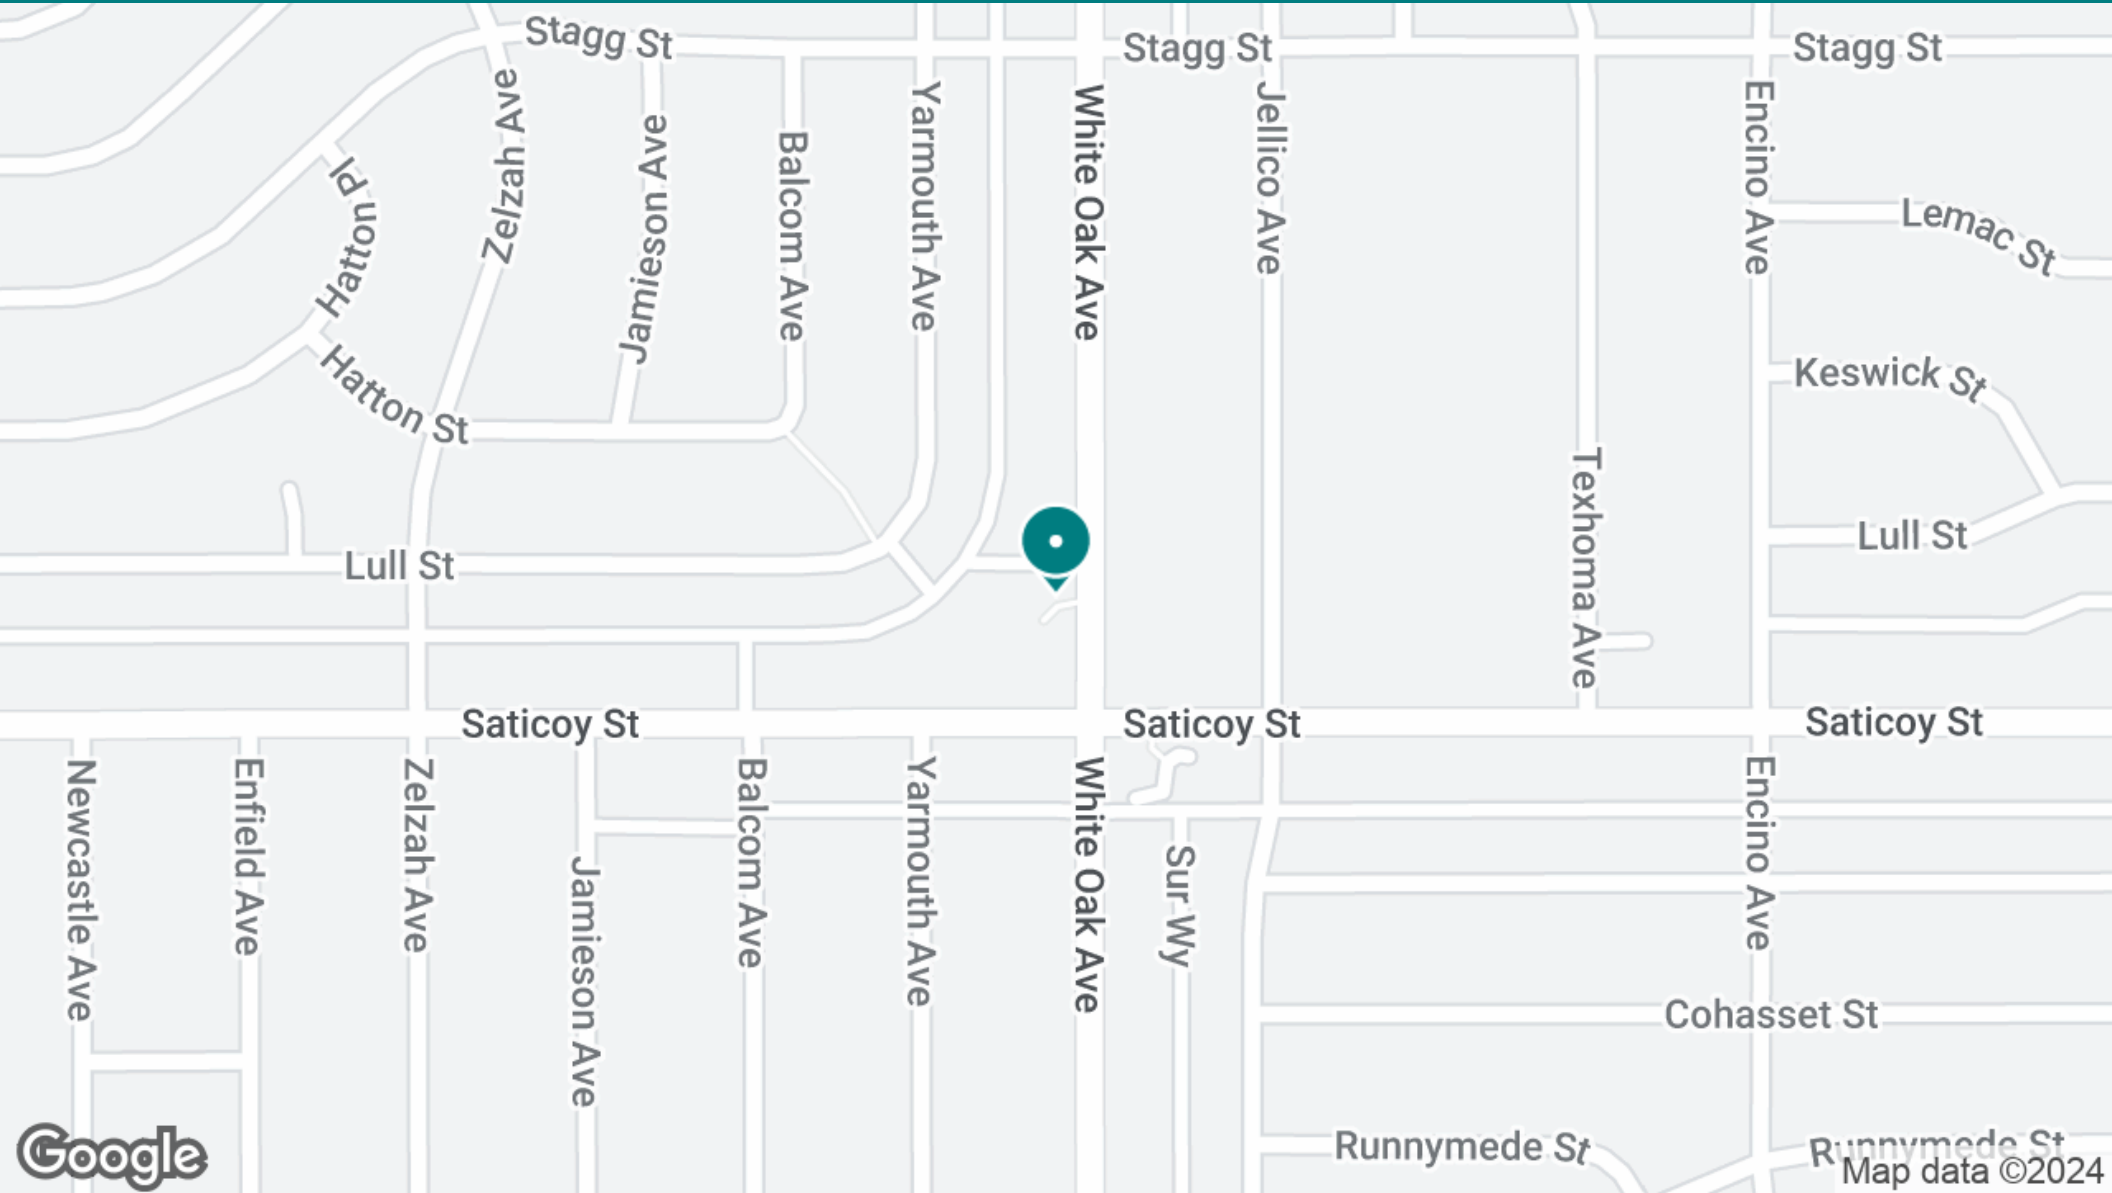 Stagg St
Stagg St
Stagg St
Zelzah Ave
Jamieson Ave
Balcom Ave
Yarmouth Ave
White Oak Ave
Jellico Ave
Encino Ave
Hatton Pl
Lemac St
Hatton St
Keswick St
Texhoma Ave
Lull St
Lull St
Saticoy St
Saticoy St
Saticoy St
Newcastle Ave
Enfield Ave
Zelzah Ave
Jamieson Ave
Balcom Ave
Yarmouth Ave
White Oak Ave
Sur Wy
Encino Ave
Cohasset St
Runnymede St
Runnymede St
Google
Map data ©2024